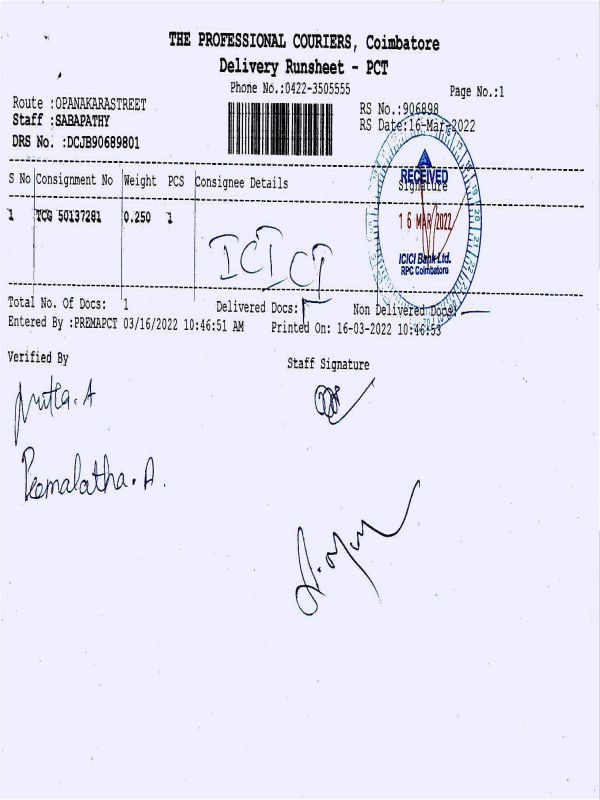 THE PROFESSIONAL COURIERS, Coimbatore
Delivery Runsheet - PCT
Phone No.:0422-3505555
Page No.:1
Route :OPANAKARASTREET
RS No.:906898
Staff :SABAPATHY
RS Date:16-Mar-2022
DRS No. :DCJB90689801
S No Consignment No Weight PCS Consignee Details Signature
RECEIVED
1 TCG 50137281 0.250 1
16 MAR 2022
ICICI
ICICI Bank Ltd.
RPC Coimbatore
Total No. Of Docs: 1 Delivered Docs: Non Delivered Docs:
Entered By :PREMAPCT 03/16/2022 10:46:51 AM Printed On: 16-03-2022 10:46:53
Verified By
Staff Signature
Premalatha. A.